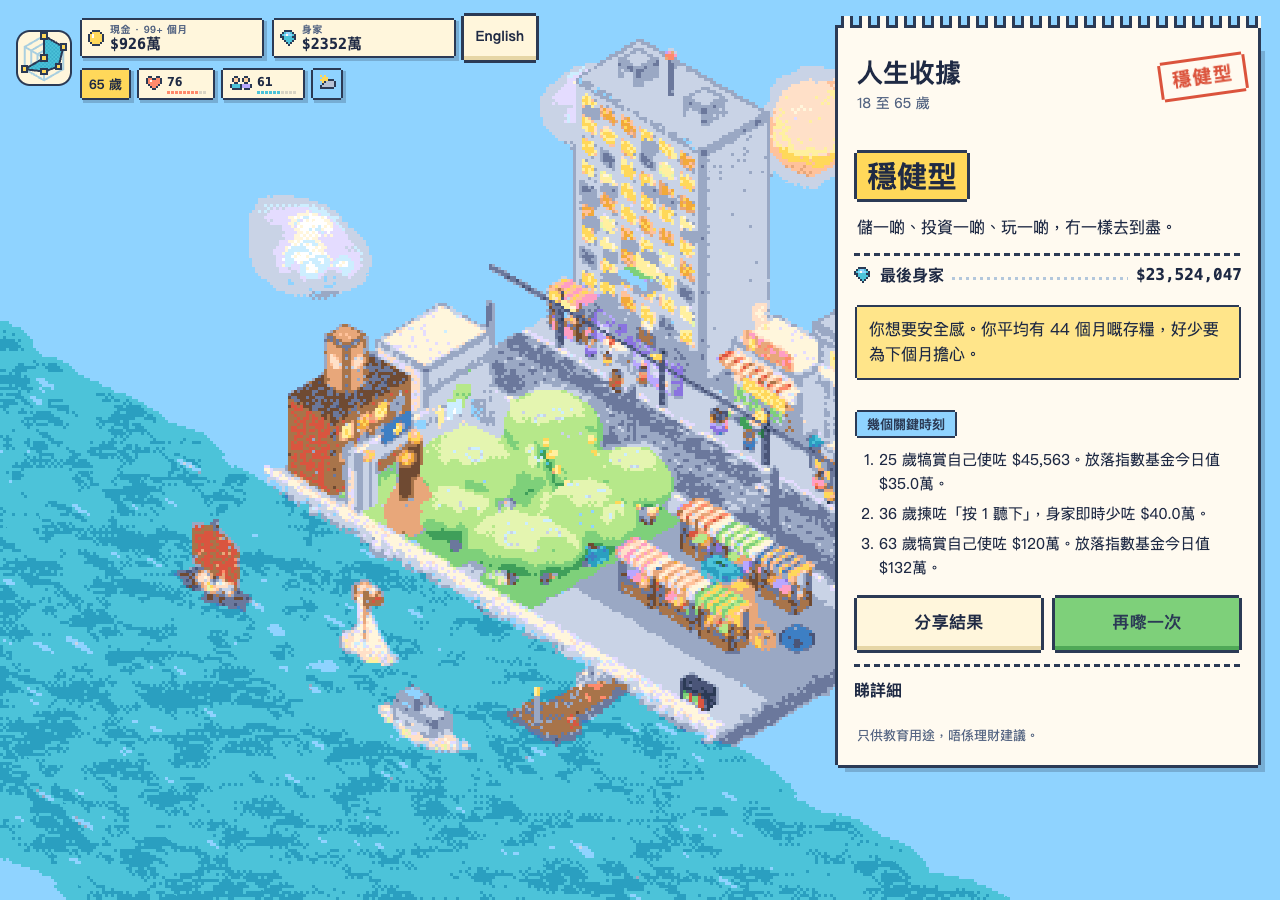 現金 · 99+ 個月
$926萬
身家
$2352萬
English
65 歲
76
61
人生收據
18 至 65 歲
穩健型
穩健型
儲一啲、投資一啲、玩一啲，冇一樣去到盡。
最後身家 $23,524,047
你想要安全感。你平均有 44 個月嘅存糧，好少要
為下個月擔心。
幾個關鍵時刻
1. 25 歲犒賞自己使咗 $45,563。放落指數基金今日值
$35.0萬。
2. 36 歲揀咗「按 1 聽下」，身家即時少咗 $40.0萬。
3. 63 歲犒賞自己使咗 $120萬。放落指數基金今日值
$132萬。
分享結果
再嚟一次
睇詳細
只供教育用途，唔係理財建議。